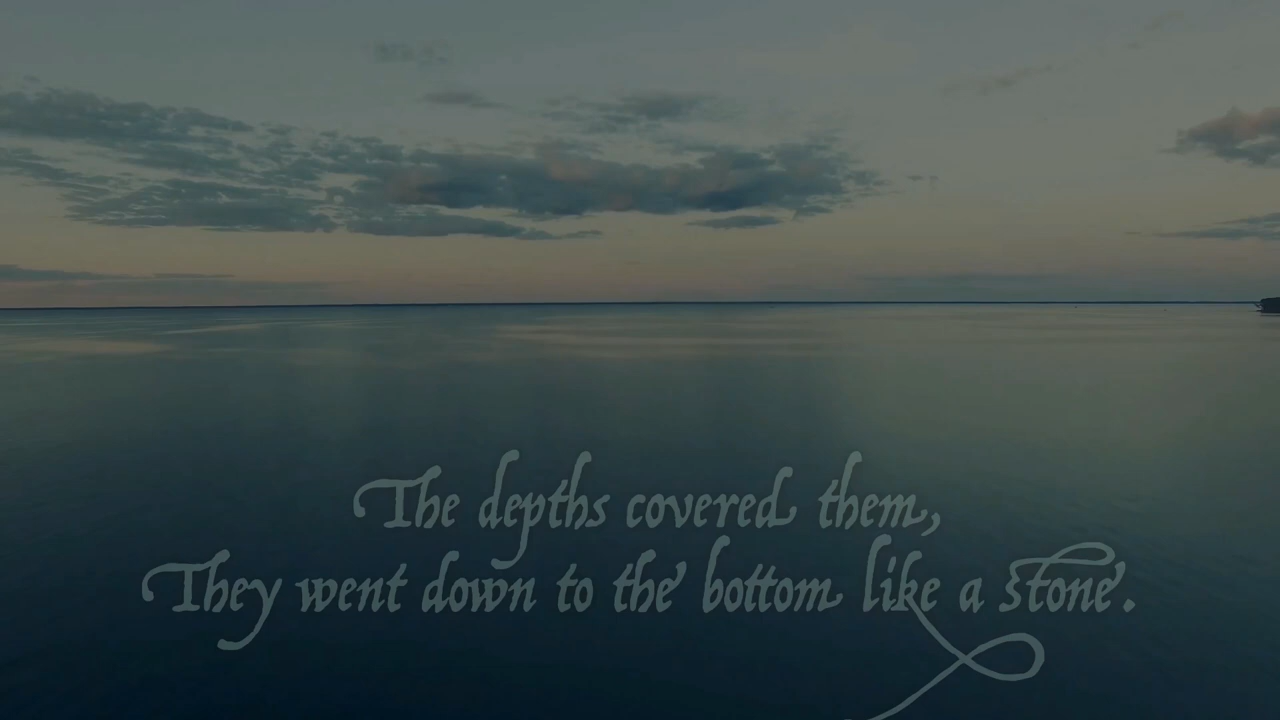 The depths covered them,
They went down to the bottom like a stone.